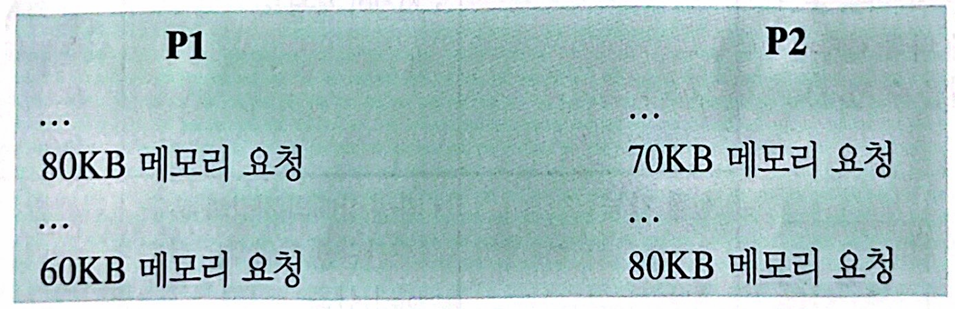 P1 P2
... ...
80KB 메모리 요청 70KB 메모리 요청
... ...
60KB 메모리 요청 80KB 메모리 요청